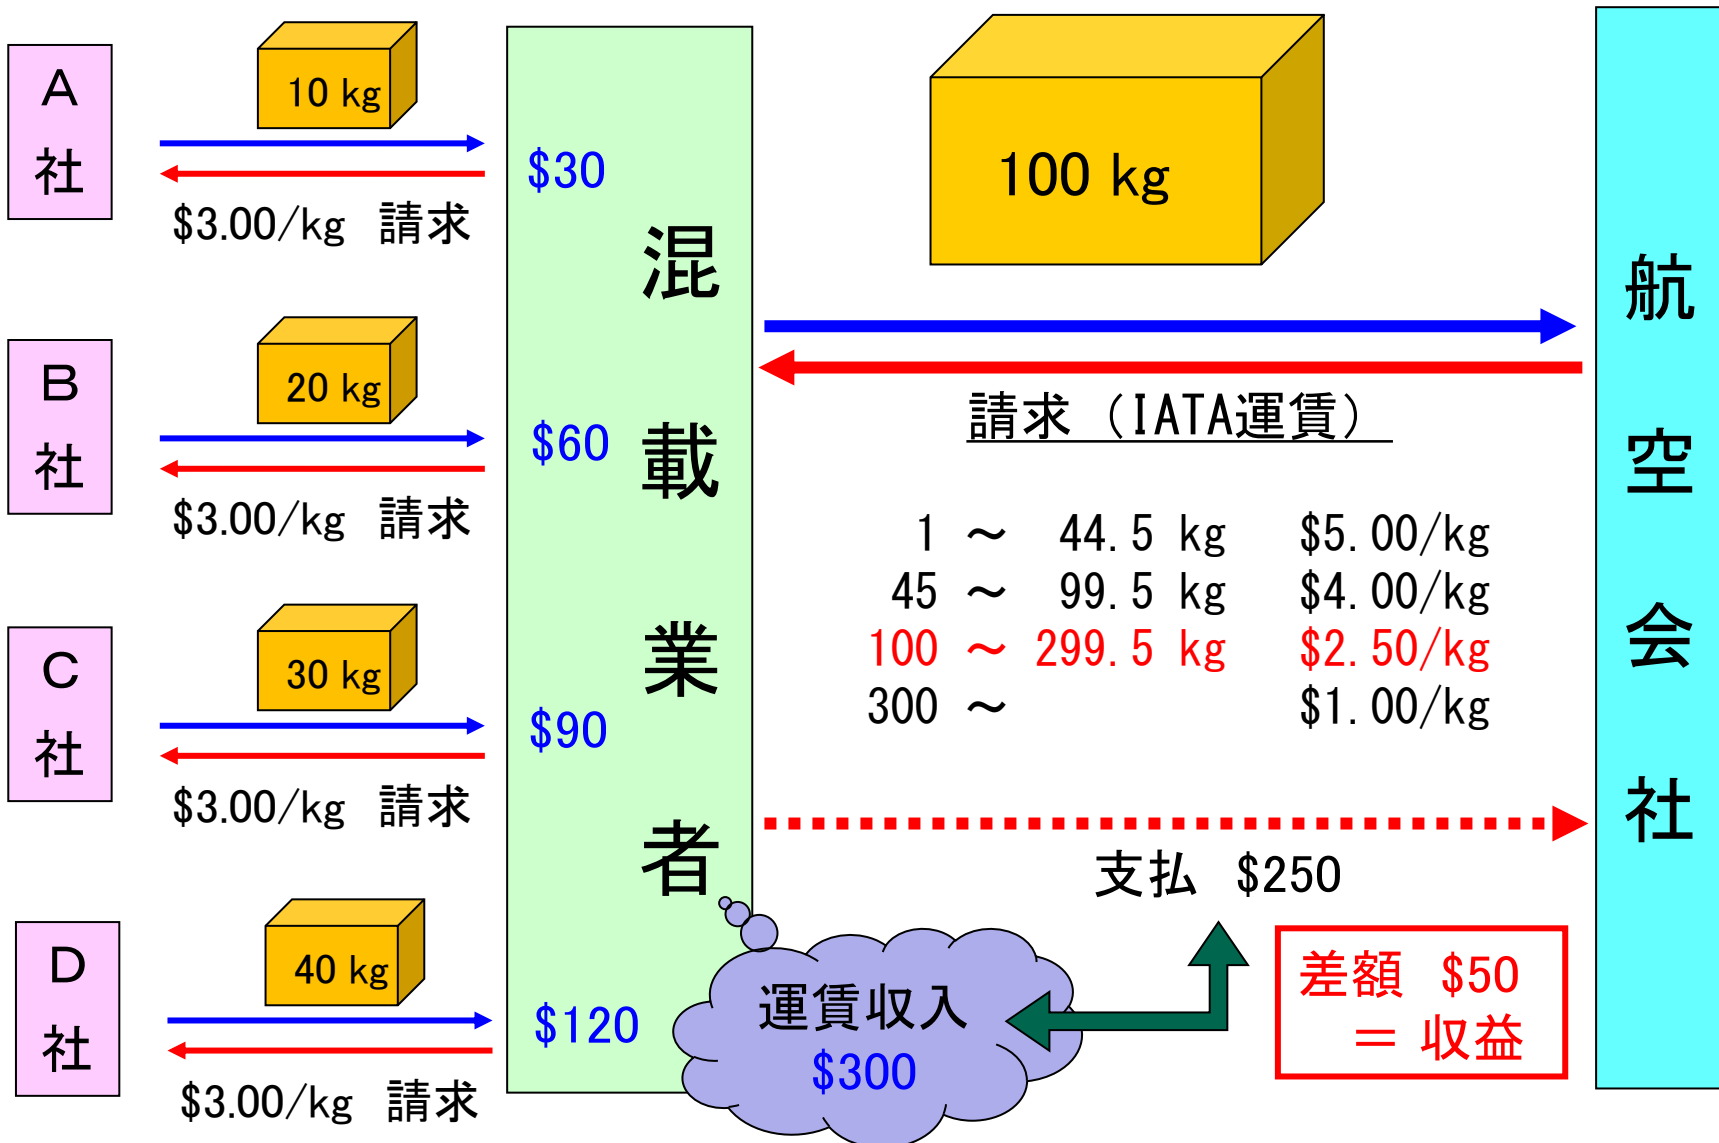 A社
10 kg
$3.00/kg 請求
$30
B社
20 kg
$3.00/kg 請求
$60
C社
30 kg
$3.00/kg 請求
$90
D社
40 kg
$3.00/kg 請求
$120
混載業者
100 kg
請求（IATA運賃）
1 ～ 44.5 kg $5.00/kg
45 ～ 99.5 kg $4.00/kg
100 ～ 299.5 kg $2.50/kg
300 ～ $1.00/kg
支払 $250
運賃収入
$300
差額 $50
＝ 収益
航空会社